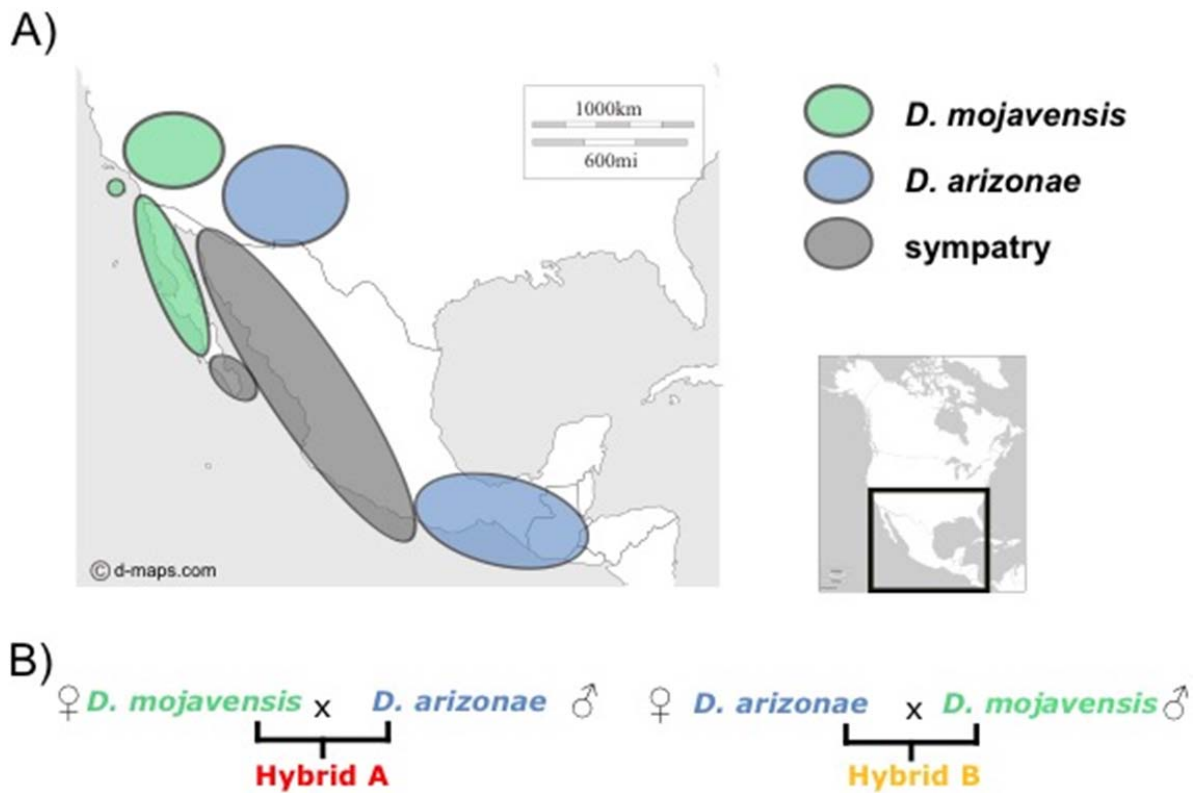 A)
1000km
600mi
D. mojavensis
D. arizonae
sympatry
© d-maps.com
B)
♀ D. mojavensis x D. arizonae ♂
Hybrid A
♀ D. arizonae x D. mojavensis ♂
Hybrid B